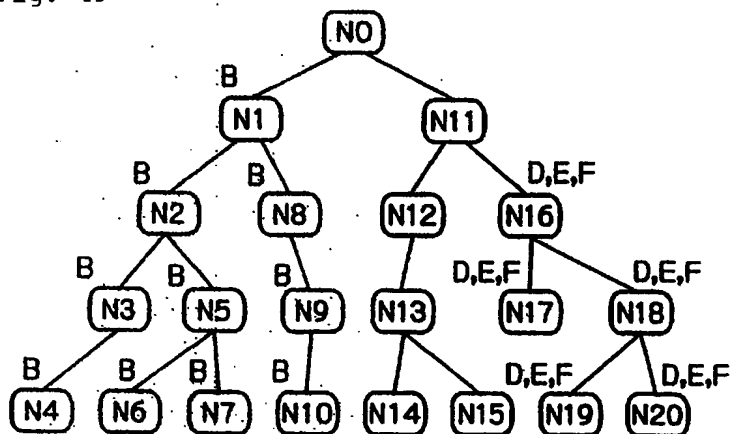 N0
B
N1 N11
B B D,E,F
N2 N8 N12 N16
B B B D,E,F D,E,F
N3 N5 N9 N13 N17 N18
B B B B D,E,F D,E,F
N4 N6 N7 N10 N14 N15 N19 N20